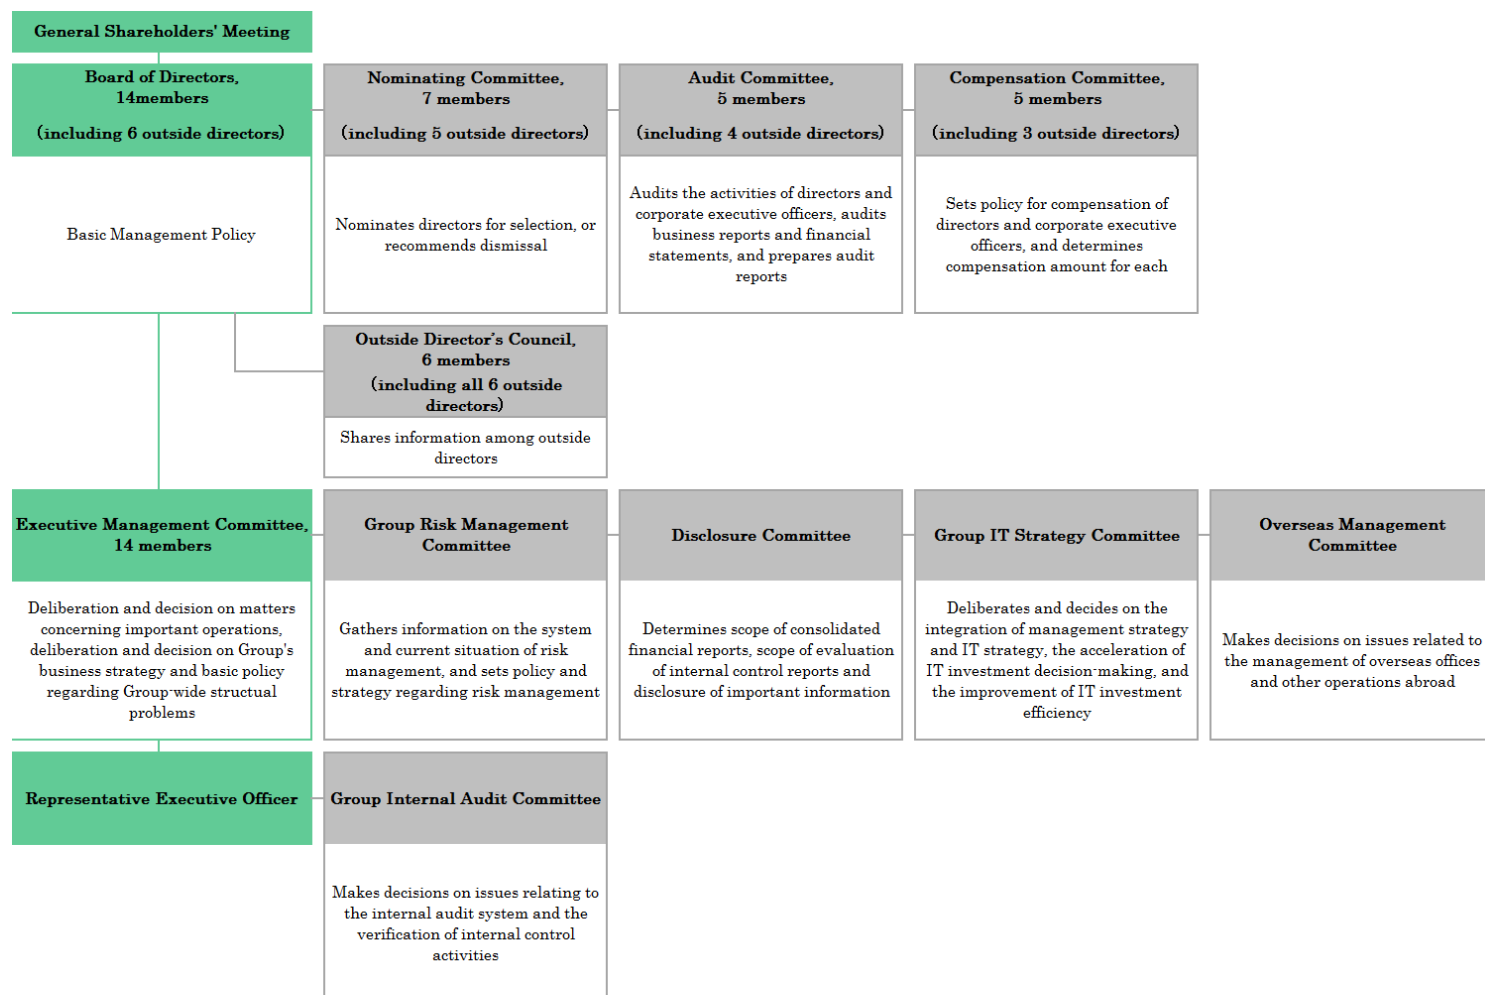 General Shareholders' Meeting
Board of Directors,
14members
(including 6 outside directors)
Basic Management Policy
Nominating Committee,
7 members
(including 5 outside directors)
Nominates directors for selection, or
recommends dismissal
Audit Committee,
5 members
(including 4 outside directors)
Audits the activities of directors and
corporate executive officers, audits
business reports and financial
statements, and prepares audit
reports
Compensation Committee,
5 members
(including 3 outside directors)
Sets policy for compensation of
directors and corporate executive
officers, and determines
compensation amount for each
Outside Director's Council,
6 members
(including all 6 outside
directors)
Shares information among outside
directors
Executive Management Committee,
14 members
Deliberation and decision on matters
concerning important operations,
deliberation and decision on Group's
business strategy and basic policy
regarding Group-wide structual
problems
Group Risk Management
Committee
Gathers information on the system
and current situation of risk
management, and sets policy and
strategy regarding risk management
Disclosure Committee
Determines scope of consolidated
financial reports, scope of evaluation
of internal control reports and
disclosure of important information
Group IT Strategy Committee
Deliberates and decides on the
integration of management strategy
and IT strategy, the acceleration of
IT investment decision-making, and
the improvement of IT investment
efficiency
Overseas Management
Committee
Makes decisions on issues related to
the management of overseas offices
and other operations abroad
Representative Executive Officer
Group Internal Audit Committee
Makes decisions on issues relating to
the internal audit system and the
verification of internal control
activities